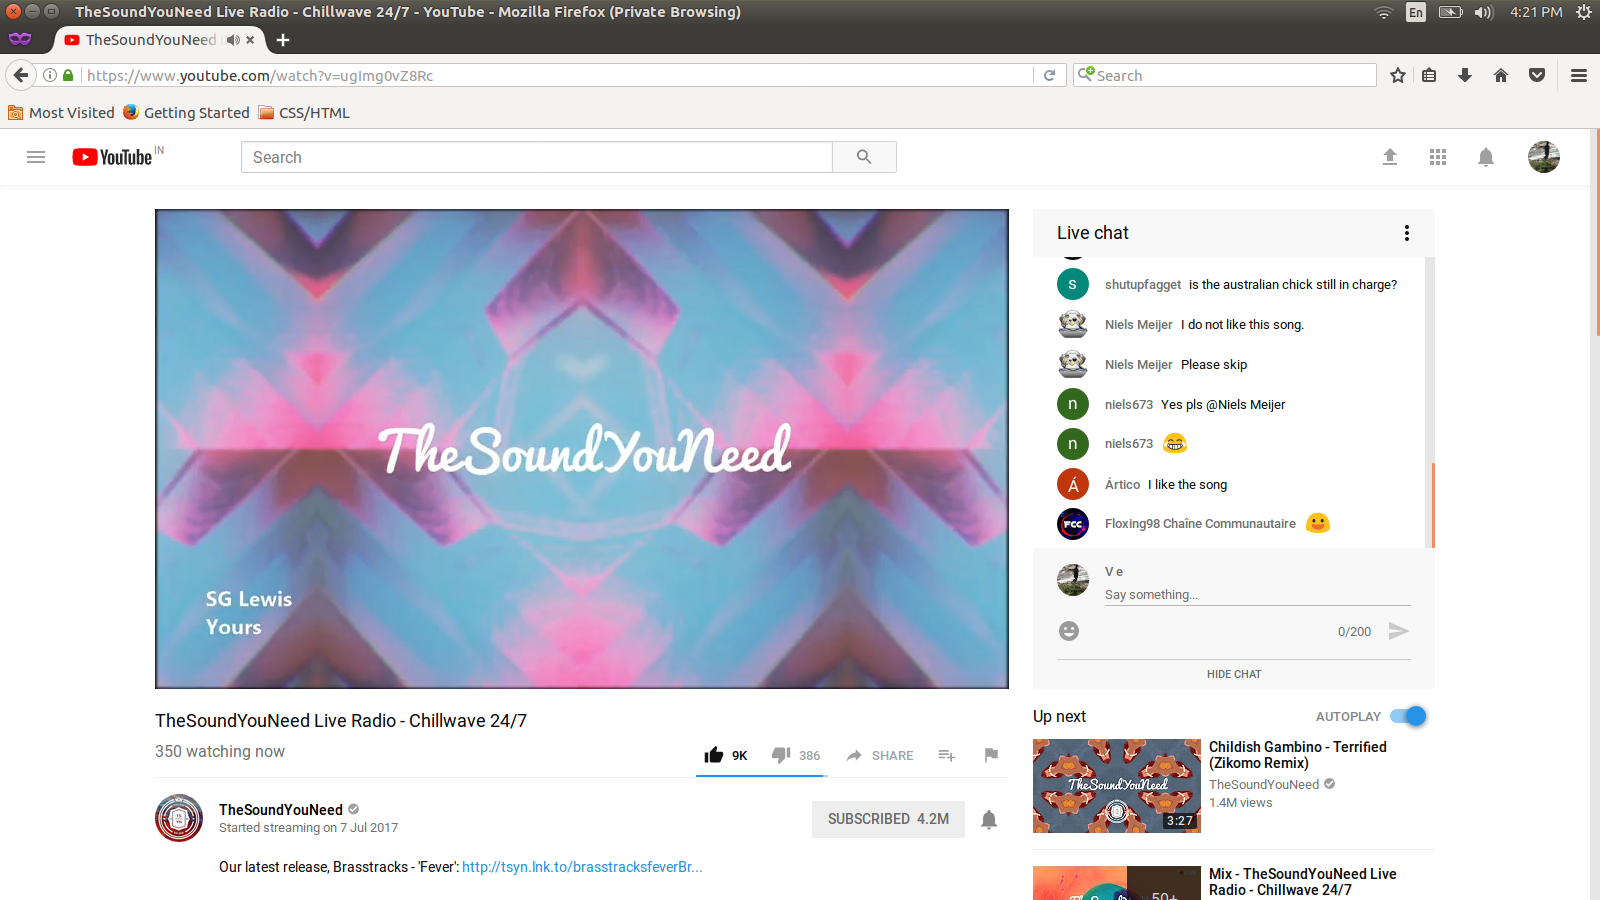 TheSoundYouNeed Live Radio - Chillwave 24/7 - YouTube - Mozilla Firefox (Private Browsing)
En
4:21 PM
TheSoundYouNeed
https://www.youtube.com/watch?v=ugImg0vZ8Rc
Search
Most Visited
Getting Started
CSS/HTML
YouTube IN
Search
TheSoundYouNeed
SG Lewis
Yours
Live chat
s
shutupfagget is the australian chick still in charge?
Niels Meijer I do not like this song.
Niels Meijer Please skip
n
niels673 Yes pls @Niels Meijer
n
niels673 😂
Á
Ártico I like the song
FCC
Floxing98 Chaîne Communautaire 😃
V e
Say something...
0/200
HIDE CHAT
TheSoundYouNeed Live Radio - Chillwave 24/7
350 watching now
9K
386
SHARE
TheSoundYouNeed
Started streaming on 7 Jul 2017
SUBSCRIBED 4.2M
Our latest release, Brasstracks - 'Fever': http://tsyn.lnk.to/brasstracksfeverBr...
Up next
AUTOPLAY
TheSoundYouNeed
3:27
Childish Gambino - Terrified
(Zikomo Remix)
TheSoundYouNeed
1.4M views
50+
Mix - TheSoundYouNeed Live
Radio - Chillwave 24/7